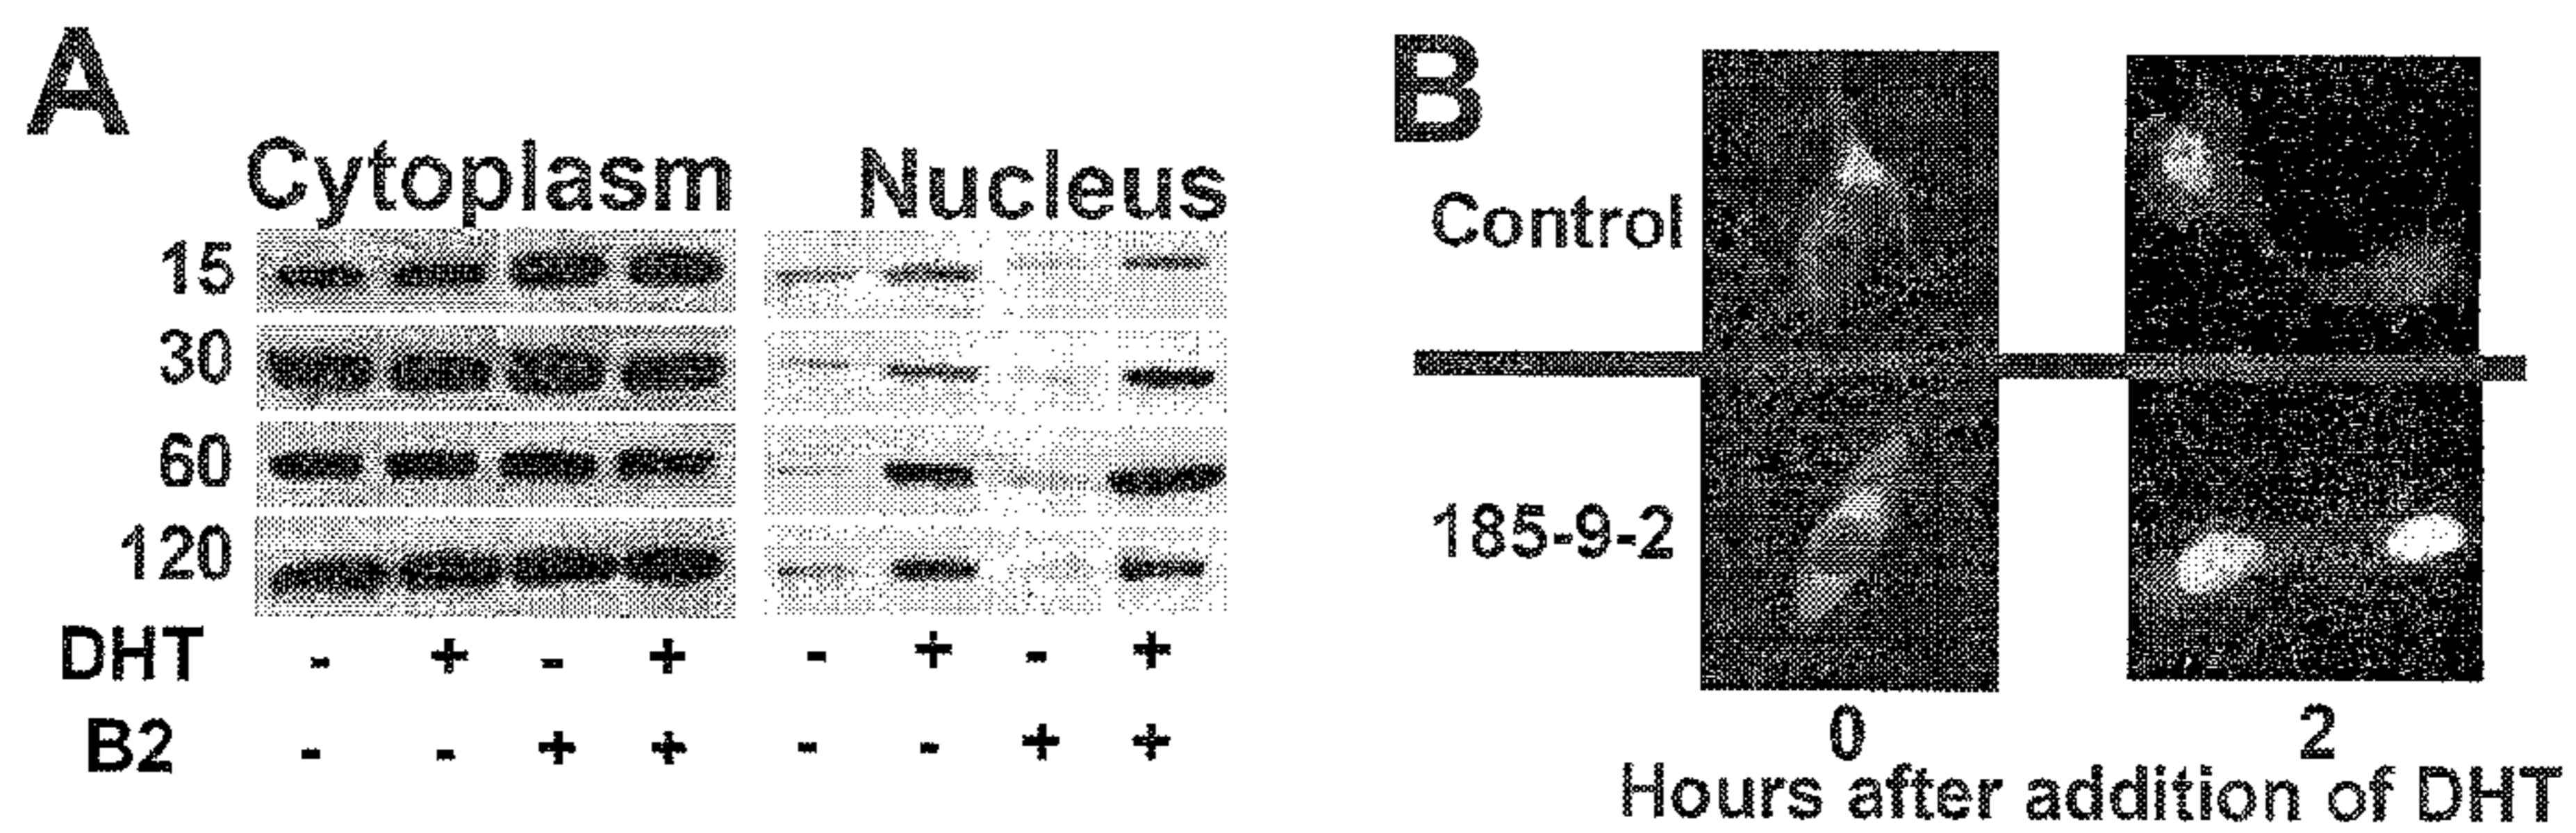 A
B
Cytoplasm Nucleus
15
30
60
120
DHT - + - + - + - +
B2 - - + + - - + +
Control
185-9-2
0 2
Hours after addition of DHT